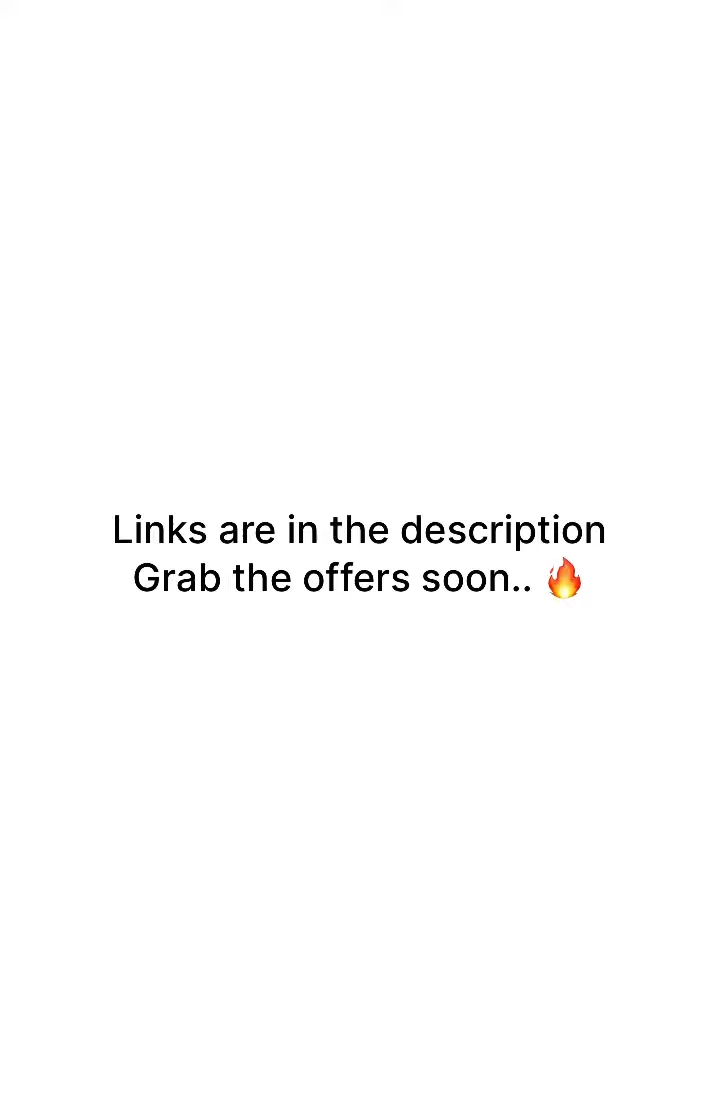 Links are in the description
Grab the offers soon.. 🔥